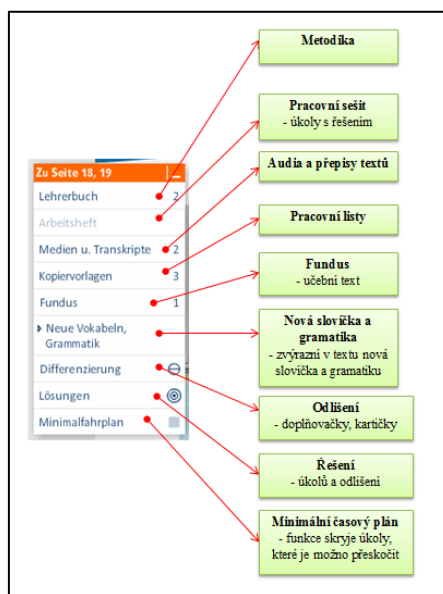 Metodika
Pracovní sešit
- úkoly s řešením
Zu Seite 18, 19
Audia a přepisy textů
Lehrerbuch 2
Arbeitsheft
Pracovní listy
Medien u. Transkripte 2
Kopiervorlagen 3
Fundus
- učební text
Fundus 1
Neue Vokabeln,
Grammatik
Nová slovíčka a
gramatika
- zvýrazní v textu nová
slovíčka a gramatiku
Differenzierung
Odlišení
- doplňovačky, kartičky
Lösungen
Minimalfahrplan
Řešení
- úkolů a odlišení
Minimální časový plán
- funkce skryje úkoly,
které je možno přeskočit